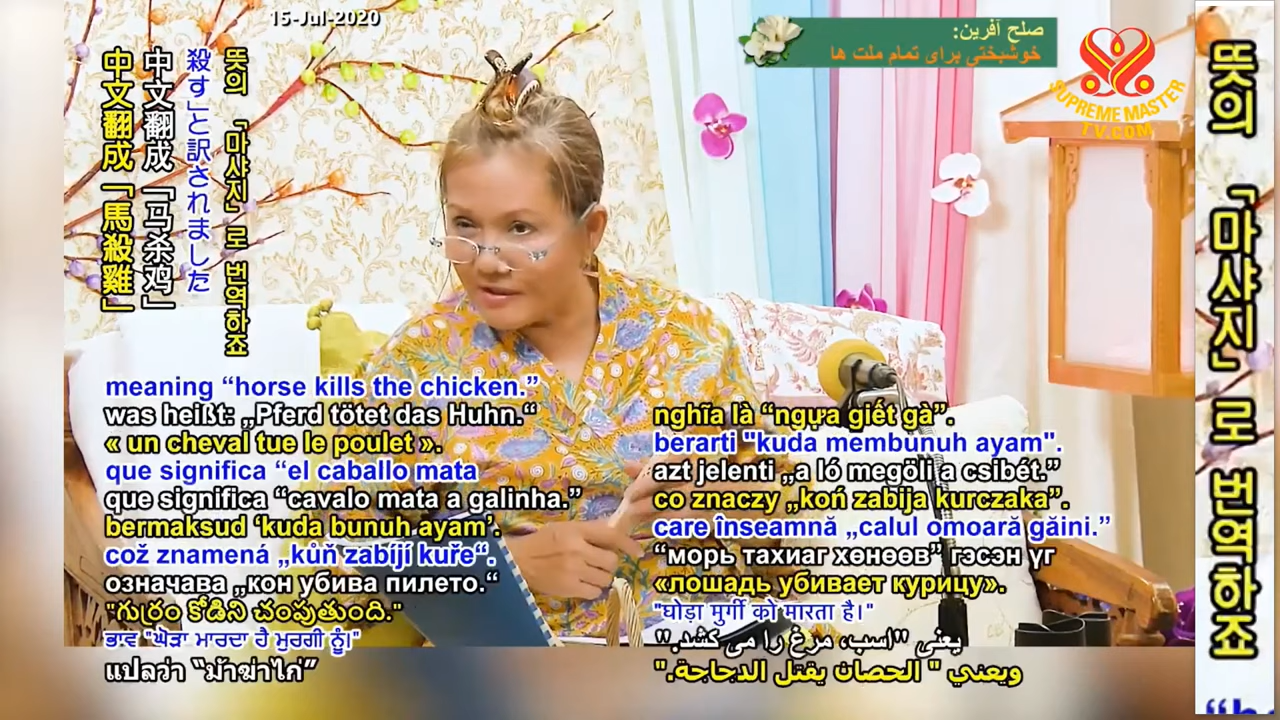 15-Jul-2020
صلح آفرین:
خوشبختی برای تمام ملت ها
SUPREME MASTER
TV.COM
뜻의 「마샤지」로 번역하죠
殺す」と訳されました
中文翻成「马杀鸡」
中文翻成「馬殺雞」
meaning “horse kills the chicken.”
was heißt: „Pferd tötet das Huhn.“
« un cheval tue le poulet ».
que significa “el caballo mata
que significa “cavalo mata a galinha.”
bermaksud ‘kuda bunuh ayam’.
což znamená „kůň zabíjí kuře“.
означава „кон убива пилето.“
"గుర్రం కోడిని చంపుతుంది."
ਭਾਵ "ਘੋੜਾ ਮਾਰਦਾ ਹੈ ਮੁਰਗੀ ਨੂੰ।"
แปลว่า “ม้าฆ่าไก่”
nghĩa là “ngựa giết gà”.
berarti "kuda membunuh ayam".
azt jelenti „a ló megöli a csibét.”
co znaczy „koń zabija kurczaka”.
care înseamnă „calul omoară găini.”
“морь тахиаг хөнөөв” гэсэн үг
«лошадь убивает курицу».
"घोड़ा मुर्गी को मारता है।"
یعنی "اسب، مرغ را می کشد."
ويعني " الحصان يقتل الدجاجة."
뜻의 「마샤지」로 번역하죠